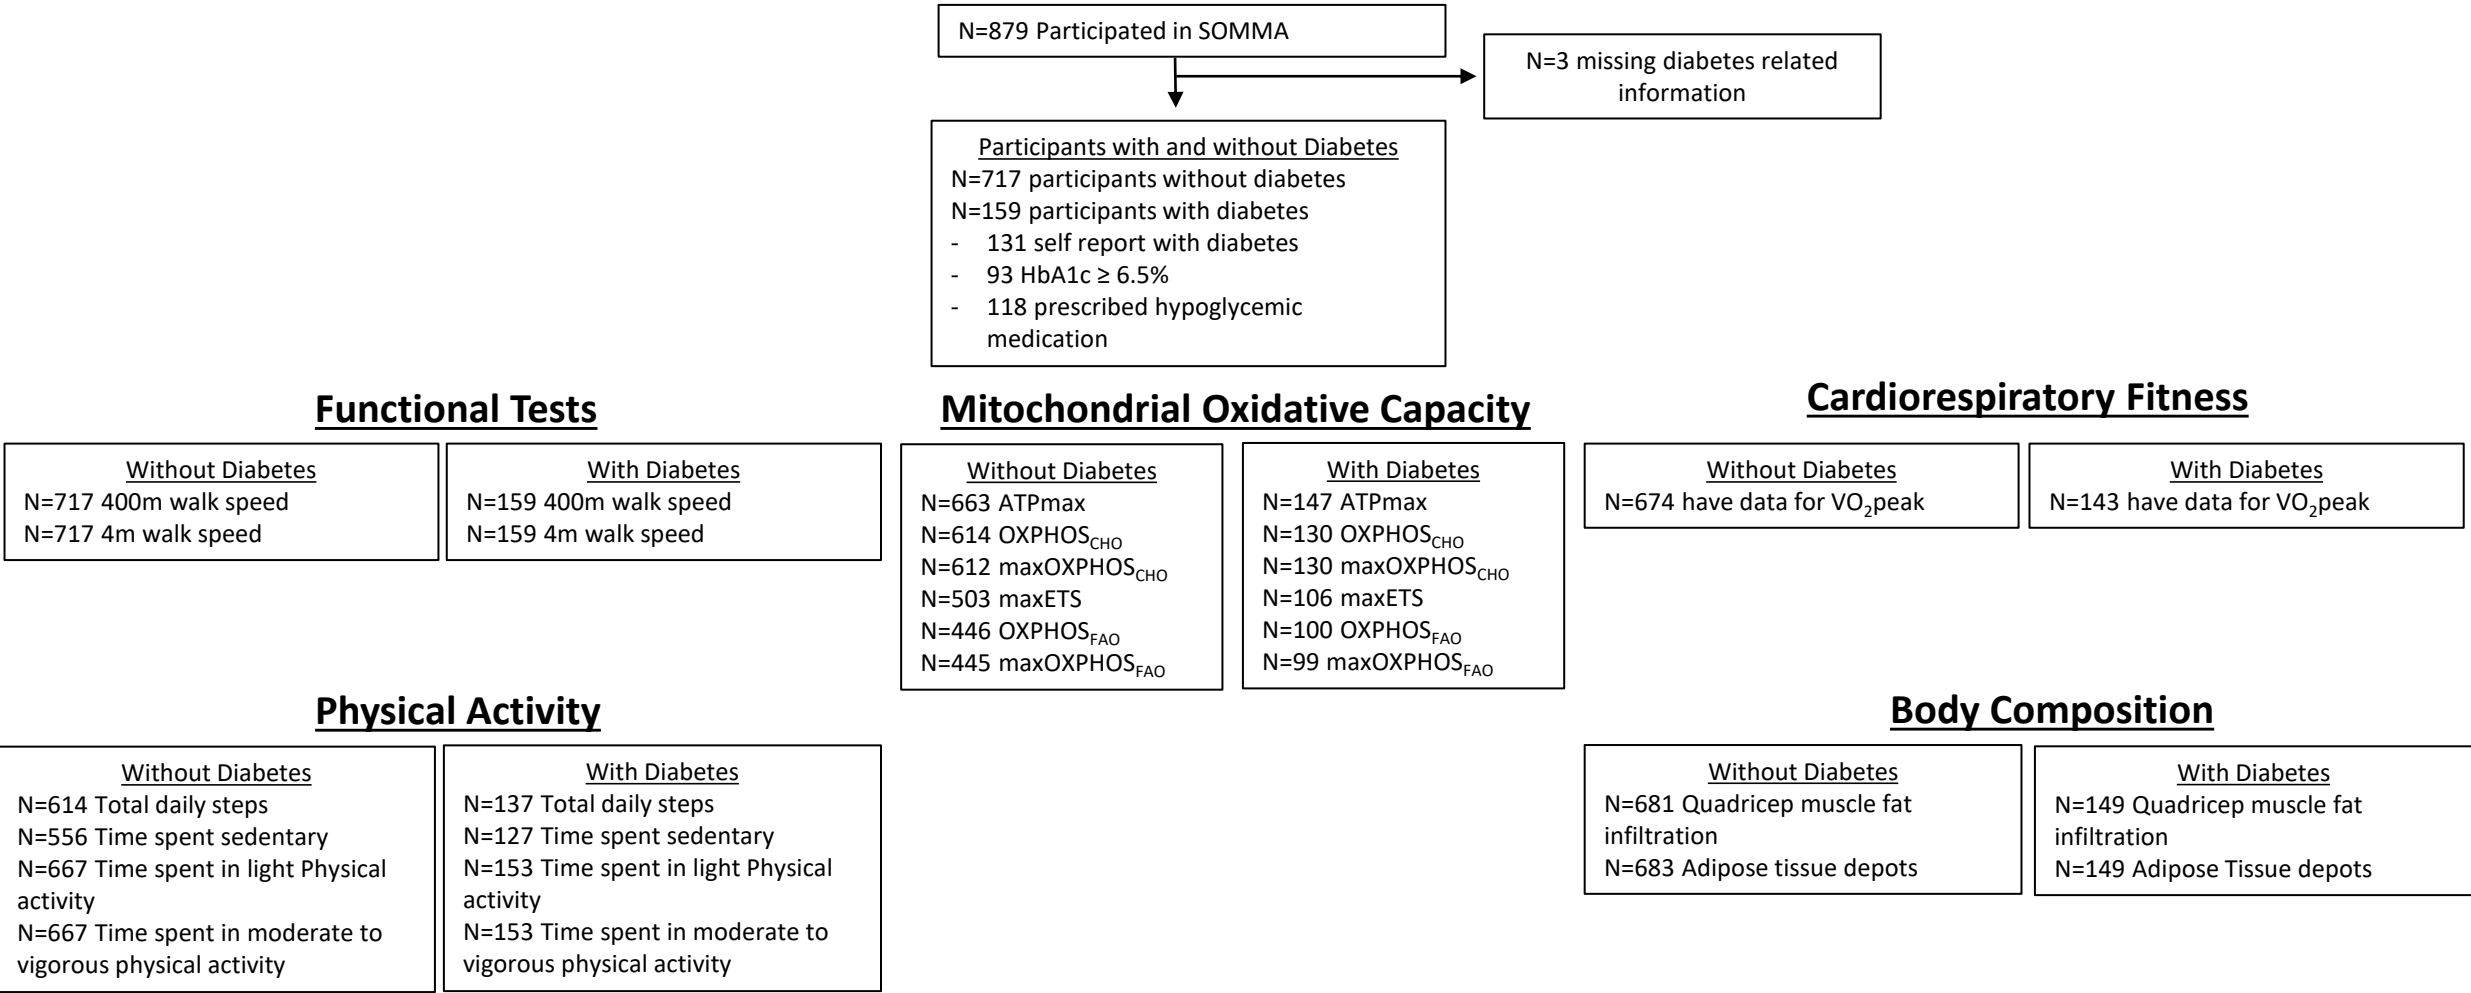 N=879 Participated in SOMMA
N=3 missing diabetes related
information
Participants with and without Diabetes
N=717 participants without diabetes
N=159 participants with diabetes
- 131 self report with diabetes
- 93 HbA1c ≥ 6.5%
- 118 prescribed hypoglycemic
medication
Functional Tests
Without Diabetes
N=717 400m walk speed
N=717 4m walk speed
With Diabetes
N=159 400m walk speed
N=159 4m walk speed
Mitochondrial Oxidative Capacity
Without Diabetes
N=663 ATPmax
N=614 OXPHOS_CHO
N=612 maxOXPHOS_CHO
N=503 maxETS
N=446 OXPHOS_FAO
N=445 maxOXPHOS_FAO
With Diabetes
N=147 ATPmax
N=130 OXPHOS_CHO
N=130 maxOXPHOS_CHO
N=106 maxETS
N=100 OXPHOS_FAO
N=99 maxOXPHOS_FAO
Cardiorespiratory Fitness
Without Diabetes
N=674 have data for VO₂peak
With Diabetes
N=143 have data for VO₂peak
Physical Activity
Without Diabetes
N=614 Total daily steps
N=556 Time spent sedentary
N=667 Time spent in light Physical
activity
N=667 Time spent in moderate to
vigorous physical activity
With Diabetes
N=137 Total daily steps
N=127 Time spent sedentary
N=153 Time spent in light Physical
activity
N=153 Time spent in moderate to
vigorous physical activity
Body Composition
Without Diabetes
N=681 Quadricep muscle fat
infiltration
N=683 Adipose tissue depots
With Diabetes
N=149 Quadricep muscle fat
infiltration
N=149 Adipose Tissue depots